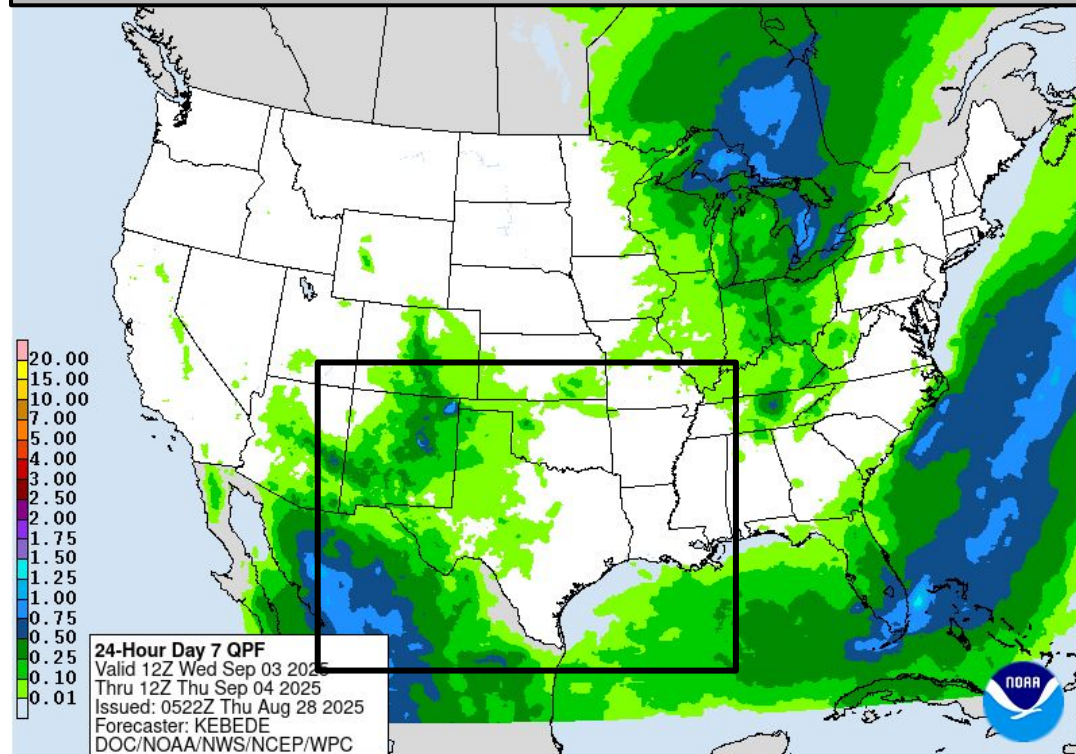 20.00
15.00
10.00
7.00
5.00
4.00
3.00
2.50
2.00
1.75
1.50
1.25
1.00
0.75
0.50
0.25
0.10
0.01
24-Hour Day 7 QPF
Valid 12Z Wed Sep 03 2025
Thru 12Z Thu Sep 04 2025
Issued: 0522Z Thu Aug 28 2025
Forecaster: KEBEDE
DOC/NOAA/NWS/NCEP/WPC
NOAA